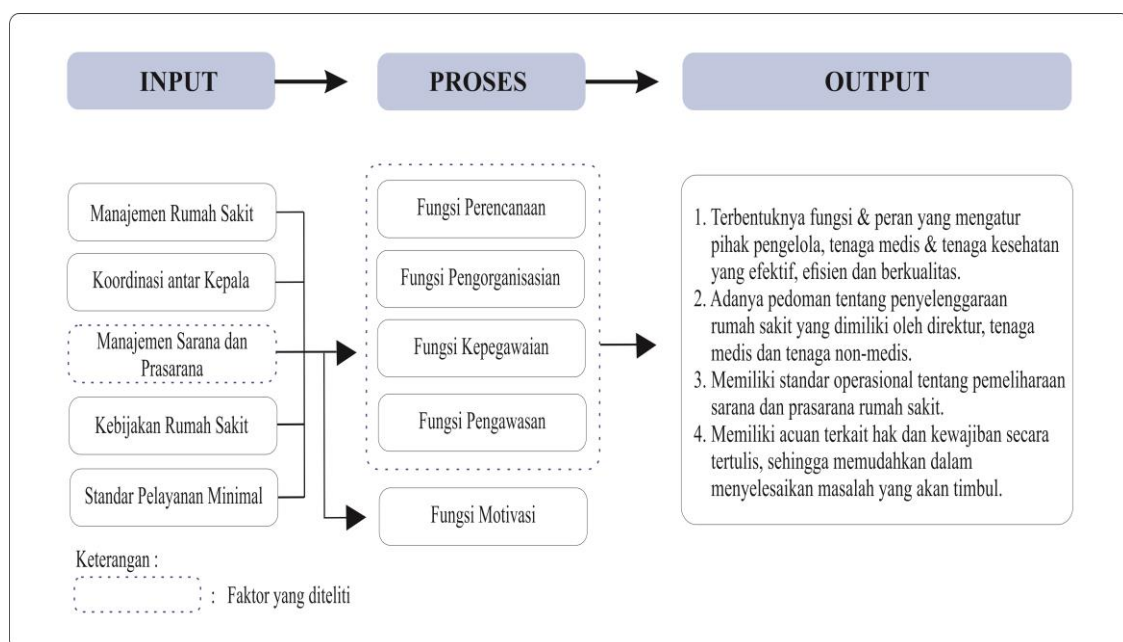 INPUT
PROSES
OUTPUT
Manajemen Rumah Sakit
Koordinasi antar Kepala
Manajemen Sarana dan
Prasarana
Kebijakan Rumah Sakit
Standar Pelayanan Minimal
Keterangan :
: Faktor yang diteliti
Fungsi Perencanaan
Fungsi Pengorganisasian
Fungsi Kepegawaian
Fungsi Pengawasan
Fungsi Motivasi
1. Terbentuknya fungsi & peran yang mengatur
pihak pengelola, tenaga medis & tenaga kesehatan
yang efektif, efisien dan berkualitas.
2. Adanya pedoman tentang penyelenggaraan
rumah sakit yang dimiliki oleh direktur, tenaga
medis dan tenaga non-medis.
3. Memiliki standar operasional tentang pemeliharaan
sarana dan prasarana rumah sakit.
4. Memiliki acuan terkait hak dan kewajiban secara
tertulis, sehingga memudahkan dalam
menyelesaikan masalah yang akan timbul.